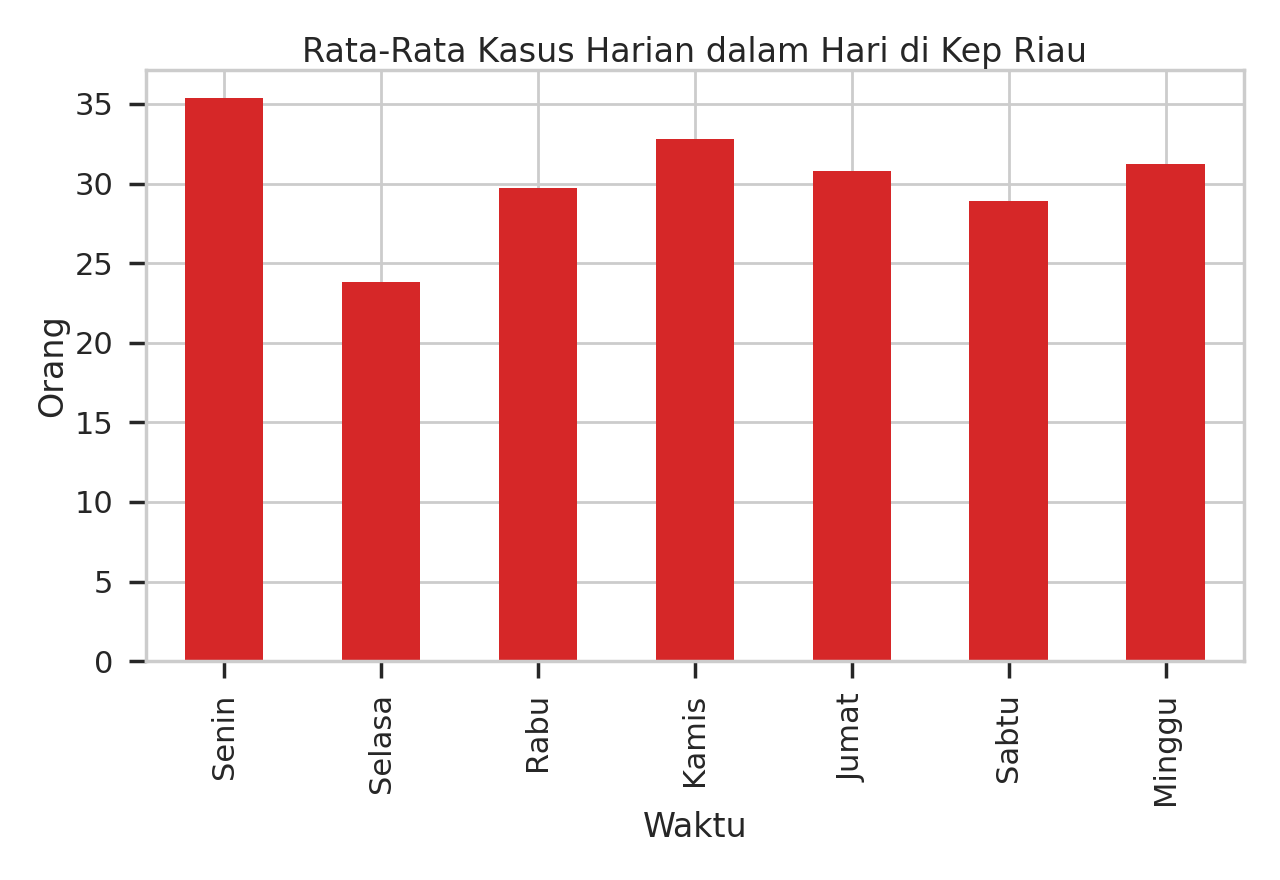 Rata-Rata Kasus Harian dalam Hari di Kep Riau
Orang
35
30
25
20
15
10
5
0
Senin
Selasa
Rabu
Kamis
Jumat
Sabtu
Minggu
Waktu